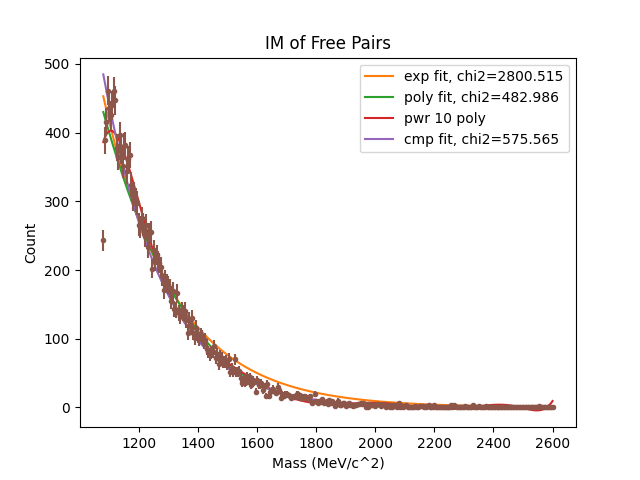 IM of Free Pairs
500
400
300
200
100
0
Count
exp fit, chi2=2800.515
poly fit, chi2=482.986
pwr 10 poly
cmp fit, chi2=575.565
1200 1400 1600 1800 2000 2200 2400 2600
Mass (MeV/c^2)